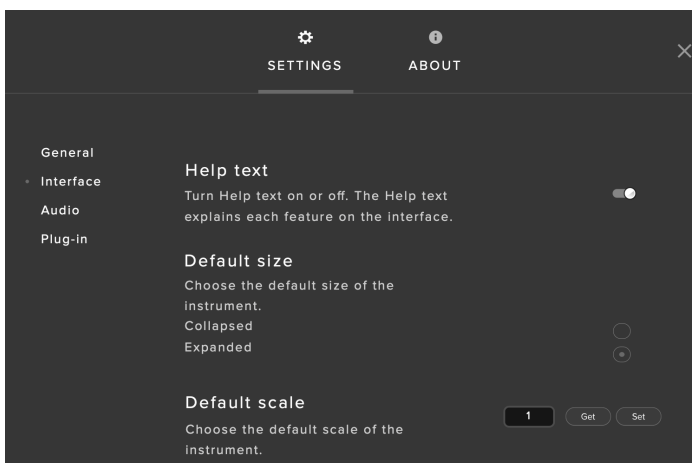 SETTINGS ABOUT
General
Interface
Audio
Plug-in
Help text
Turn Help text on or off. The Help text
explains each feature on the interface.
Default size
Choose the default size of the
instrument.
Collapsed
Expanded
Default scale
1 Get Set
Choose the default scale of the
instrument.